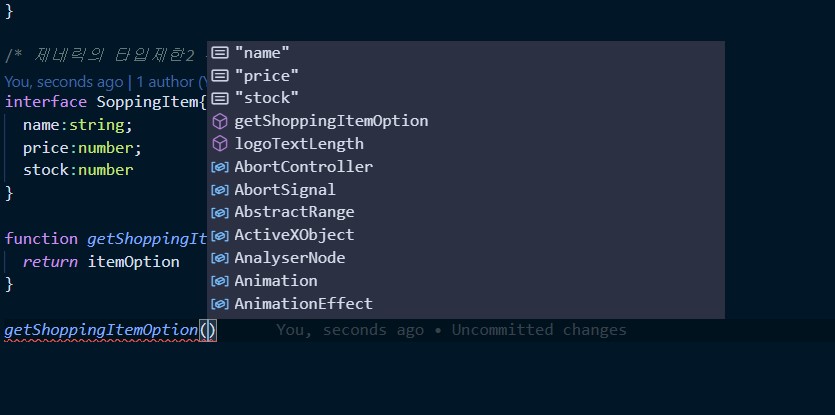 }
/* 제네릭의 타입제한2
You, seconds ago | 1 author (
interface SoppingItem{
name:string;
price:number;
stock:number
}
function getShoppingIt
return itemOption
}
getShoppingItemOption()
You, seconds ago • Uncommitted changes
"name"
"price"
"stock"
getShoppingItemOption
logoTextLength
AbortController
AbortSignal
AbstractRange
ActiveXObject
AnalyserNode
Animation
AnimationEffect